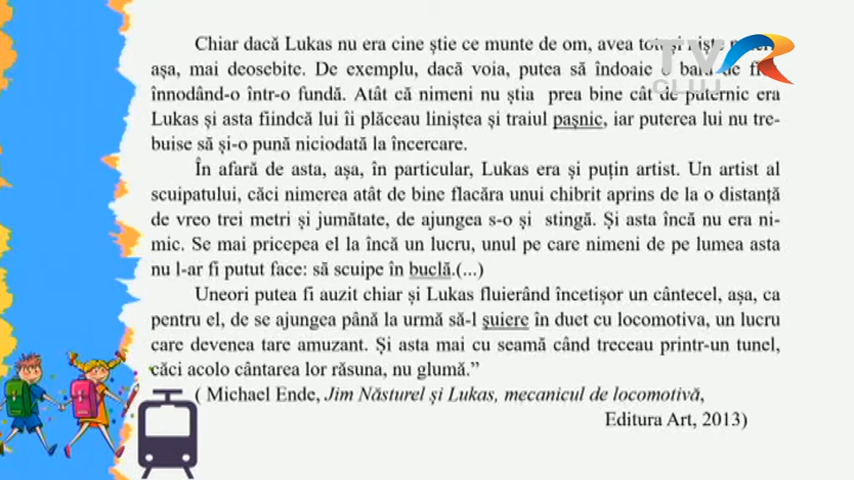 Chiar dacă Lukas nu era cine știe ce munte de om, avea totuși niște
așa, mai deosebite. De exemplu, dacă voia, putea să îndoaie o bară de
înnodând-o într-o fundă. Atât că nimeni nu știa prea bine cât de puternic era
Lukas și asta fiindcă lui îi plăceau liniștea și traiul pașnic, iar puterea lui nu tre-
buise să și-o pună niciodată la încercare.
În afară de asta, așa, în particular, Lukas era și puțin artist. Un artist al
scuipatului, căci nimerea atât de bine flacăra unui chibrit aprins de la o distanță
de vreo trei metri și jumătate, de ajungea s-o și stingă. Și asta încă nu era ni-
mic. Se mai pricepea el la încă un lucru, unul pe care nimeni de pe lumea asta
nu l-ar fi putut face: să scuipe în buclă.(...)
Uneori putea fi auzit chiar și Lukas fluierând încetișor un cântecel, așa, ca
pentru el, de se ajungea până la urmă să-l șuiere în duet cu locomotiva, un lucru
care devenea tare amuzant. Și asta mai cu seamă când treceau printr-un tunel,
căci acolo cântarea lor răsuna, nu glumă.”
( Michael Ende, Jim Năsturel și Lukas, mecanicul de locomotivă,
Editura Art, 2013)
TVR
CLUJ